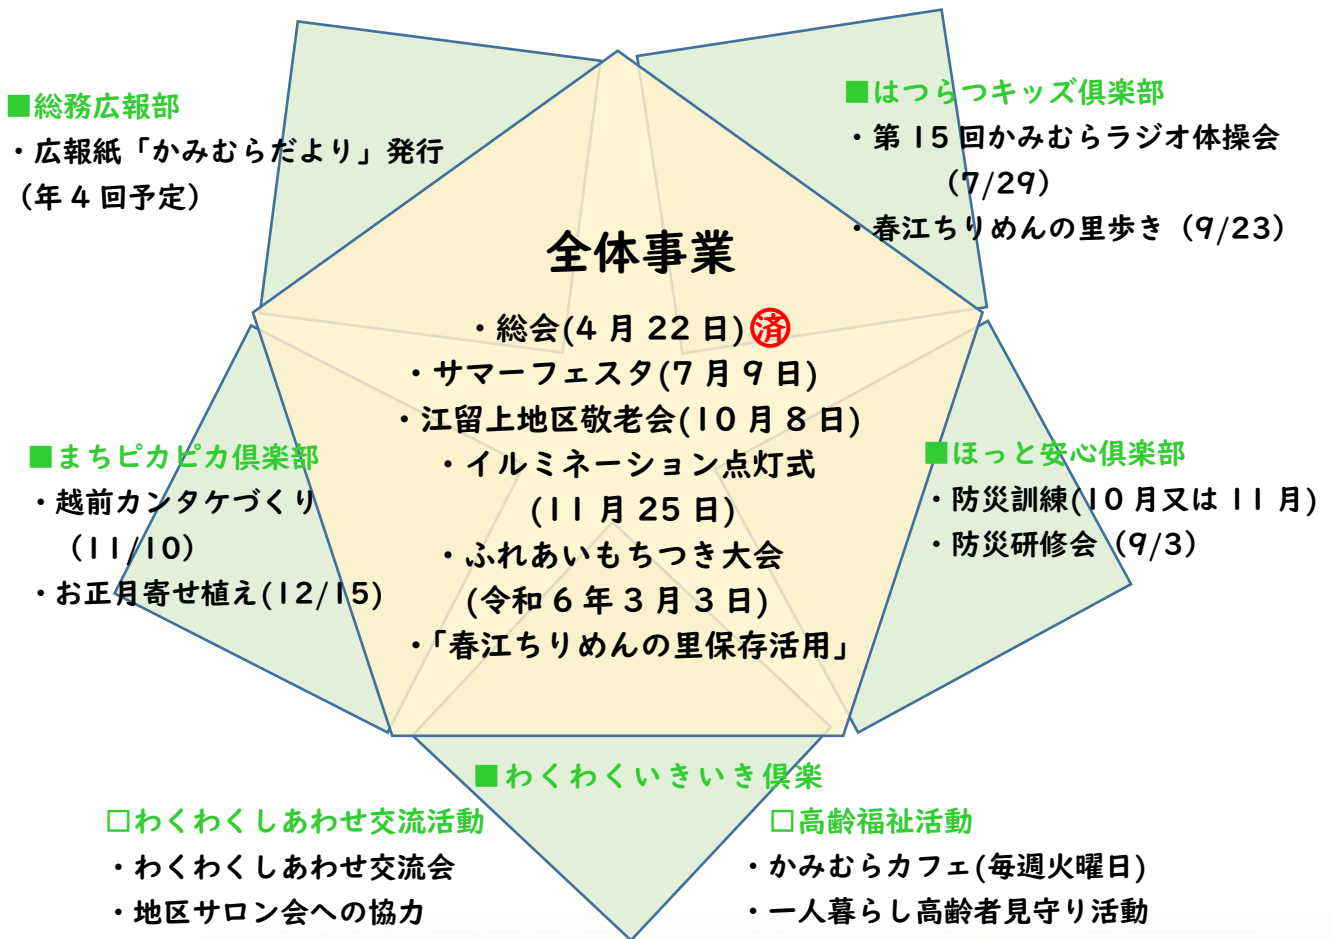 ■総務広報部
・広報紙「かみむらだより」発行
（年4回予定）
■はつらつキッズ倶楽部
・第15回かみむらラジオ体操会
（7/29）
・春江ちりめんの里歩き（9/23）
全体事業
・総会(4月22日)㊡済
・サマーフェスタ(7月9日)
・江留上地区敬老会(10月8日)
・イルミネーション点灯式
(11月25日)
・ふれあいもちつき大会
(令和6年3月3日)
・「春江ちりめんの里保存活用」
■まちピカピカ倶楽部
・越前カンタケづくり
（11/10）
・お正月寄せ植え(12/15)
■ほっと安心倶楽部
・防災訓練(10月又は11月)
・防災研修会（9/3）
■わくわくいきいき倶楽
□わくわくしあわせ交流活動
・わくわくしあわせ交流会
・地区サロン会への協力
□高齢福祉活動
・かみむらカフェ(毎週火曜日)
・一人暮らし高齢者見守り活動